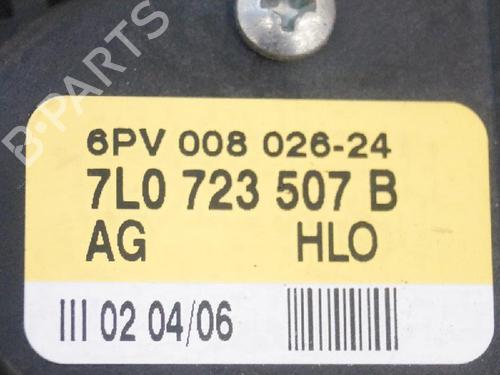 B-PARTS
6PV 008 026-24
7L0 723 507 B
AG HLO
III 02 04/06